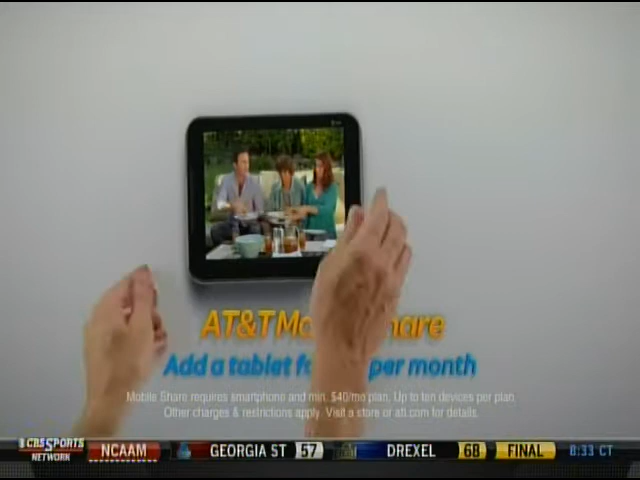 AT&T Mo hare
Add a tablet fo per month
Mobile Share requires smartphone and min. $40/mo plan. Up to ten devices per plan.
Other charges & restrictions apply. Visit a store or att.com for details.
CBS SPORTS NETWORK NCAAM GEORGIA ST 57 DREXEL 68 FINAL 8:33 CT